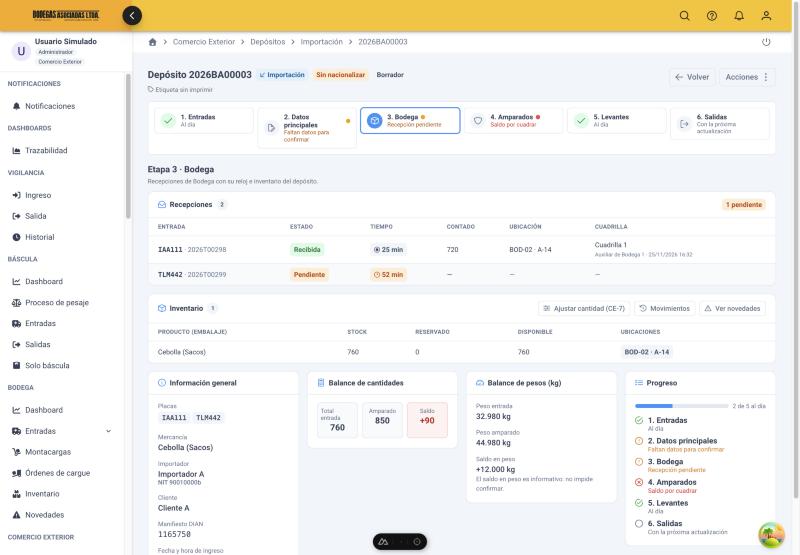 BODEGAS ASOCIADAS LTDA.
Comercio Exterior
Depósitos
Importación
2026BA00003
U
Usuario Simulado
Administrador
Comercio Exterior
NOTIFICACIONES
Notificaciones
DASHBOARDS
Trazabilidad
VIGILANCIA
Ingreso
Salida
Historial
BÁSCULA
Dashboard
Proceso de pesaje
Entradas
Salidas
Solo báscula
BODEGA
Dashboard
Entradas
Montacargas
Órdenes de cargue
Inventario
Novedades
COMERCIO EXTERIOR
Depósito 2026BA00003 Importación Sin nacionalizar Borrador
Etiqueta sin imprimir
Volver
Acciones
1. Entradas
Al día
2. Datos
principales
Faltan datos para
confirmar
3. Bodega
Recepción pendiente
4. Amparados
Saldo por cuadrar
5. Levantes
Al día
6. Salidas
Con la próxima
actualización
Etapa 3 · Bodega
Recepciones de Bodega con su reloj e inventario del depósito.
Recepciones 2
1 pendiente
ENTRADA ESTADO TIEMPO CONTADO UBICACIÓN CUADRILLA
IAA111 · 2026T00298 Recibida 25 min 720 BOD-02 · A-14 Cuadrilla 1
Auxiliar de Bodega 1 · 25/11/2026 16:32
TLM442 · 2026T00299 Pendiente 52 min — — —
Inventario 1
Ajustar cantidad (CE-7)
Movimientos
Ver novedades
PRODUCTO (EMBALAJE) STOCK RESERVADO DISPONIBLE UBICACIONES
Cebolla (Sacos) 760 0 760 BOD-02 · A-14
Información general
Placas
IAA111 TLM442
Mercancía
Cebolla (Sacos)
Importador
Importador A
NIT 90010000b
Cliente
Cliente A
Manifiesto DIAN
1165750
Fecha y hora de ingreso
Balance de cantidades
Total
entrada
760
Amparado
850
Saldo
+90
Balance de pesos (kg)
Peso entrada
32.980 kg
Peso amparado
44.980 kg
Saldo en peso
+12.000 kg
El saldo en peso es informativo: no impide
confirmar.
Progreso
2 de 5 al día
1. Entradas
Al día
2. Datos principales
Faltan datos para confirmar
3. Bodega
Recepción pendiente
4. Amparados
Saldo por cuadrar
5. Levantes
Al día
6. Salidas
Con la próxima actualización